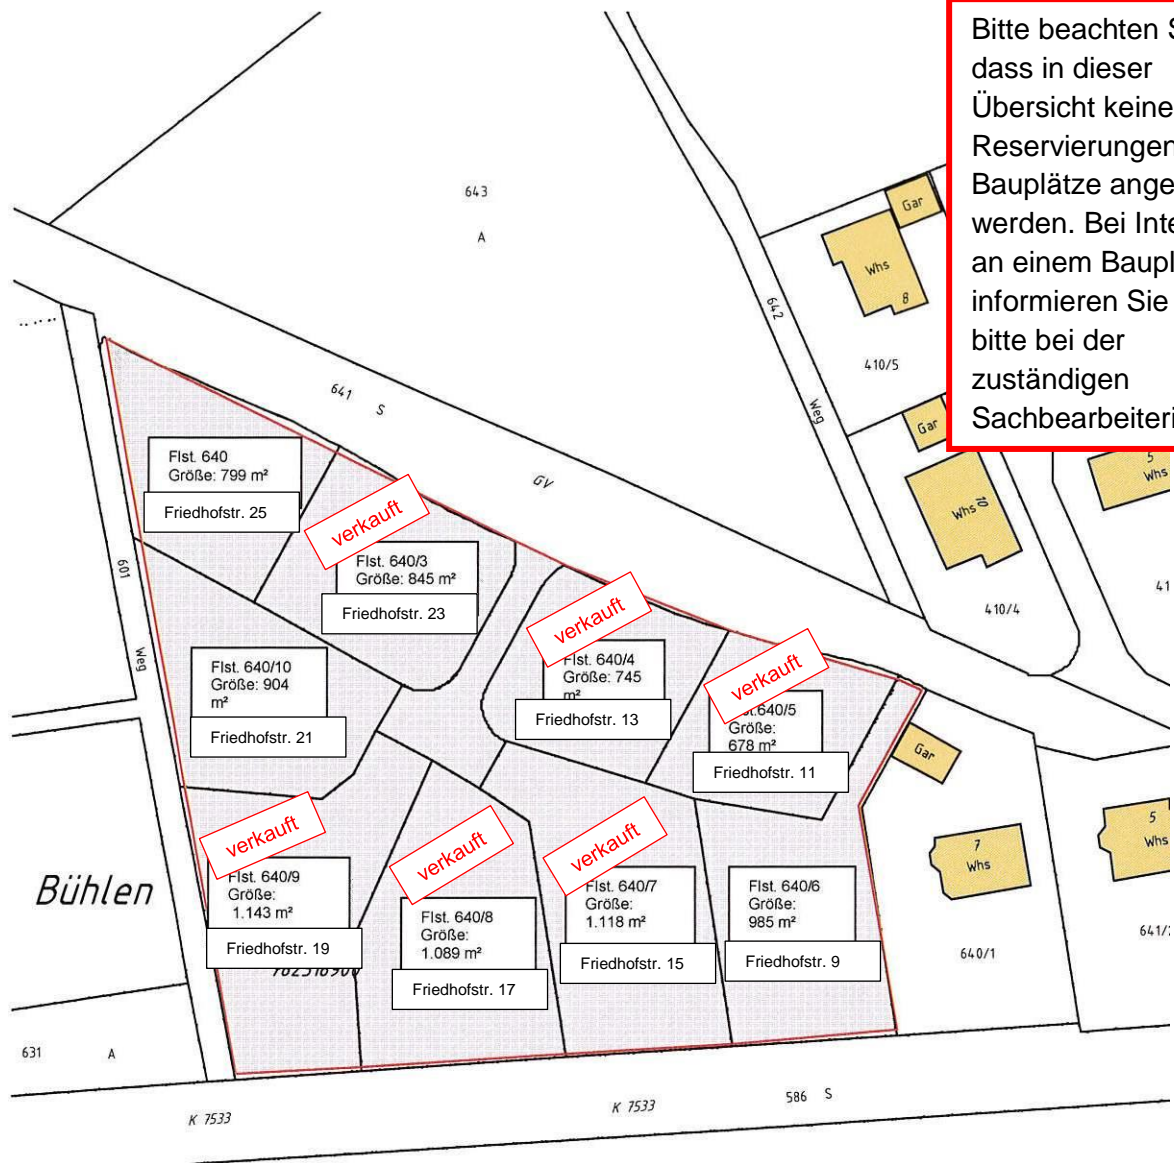 Bitte beachten
dass in dieser
Übersicht keine
Reservierungen
Bauplätze
werden. Bei
an einem
informieren Sie
bitte bei der
zuständigen
643
A
Gar
Whs
8
410/5
642
Weg
Gar
Whs 10
410/4
5
Whs
41
641 S
GV
Flst. 640
Größe: 799 m²
Friedhofstr. 25
verkauft
Flst. 640/3
Größe: 845 m²
Friedhofstr. 23
601
Weg
verkauft
Flst. 640/4
Größe: 745
m²
Friedhofstr. 13
verkauft
640/5
Größe:
678 m²
Friedhofstr. 11
Flst. 640/10
Größe: 904
m²
Friedhofstr. 21
Gar
7
Whs
640/1
5
Whs
Bühlen
verkauft
Flst. 640/9
Größe:
1.143 m²
Friedhofstr. 19
verkauft
Flst. 640/8
Größe:
1.089 m²
Friedhofstr. 17
verkauft
Flst. 640/7
Größe:
1.118 m²
Friedhofstr. 15
Flst. 640/6
Größe:
985 m²
Friedhofstr. 9
631 A
K 7533
K 7533
586 S